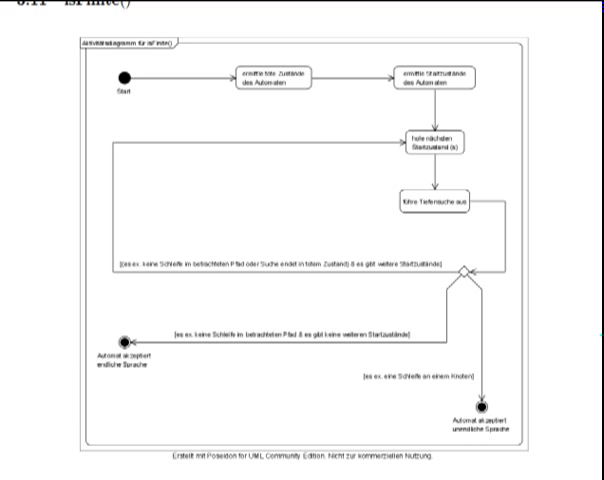 5.11 isFinite()
Aktivitätsdiagramm für isFinite()
ermittle tote Zustände
des Automaten
ermittle Startzustände
des Automaten
Start
hole nächsten
Startzustand (s)
führe Tiefensuche aus
[(es ex. keine Schleife im betrachteten Pfad oder Suche endet in totem Zustand) & es gibt weitere Startzustände]
[es ex. keine Schleife im betrachteten Pfad & es gibt keine weiteren Startzustände]
Automat akzeptiert
endliche Sprache
[es ex. eine Schleife an einem Knoten]
Automat akzeptiert
unendliche Sprache
Erstellt mit Poseidon for UML Community Edition. Nicht zur kommerziellen Nutzung.